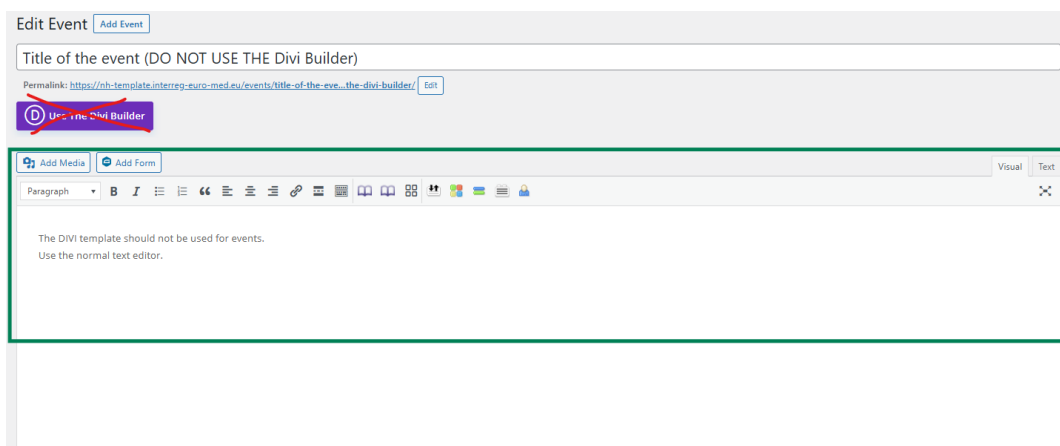 Edit Event Add Event
Title of the event (DO NOT USE THE Divi Builder)
Permalink: https://nh-template.interreg-euro-med.eu/events/title-of-the-eve...the-divi-builder/ Edit
D Use The Divi Builder
Add Media Add Form
Visual Text
Paragraph B I
The DIVI template should not be used for events.
Use the normal text editor.